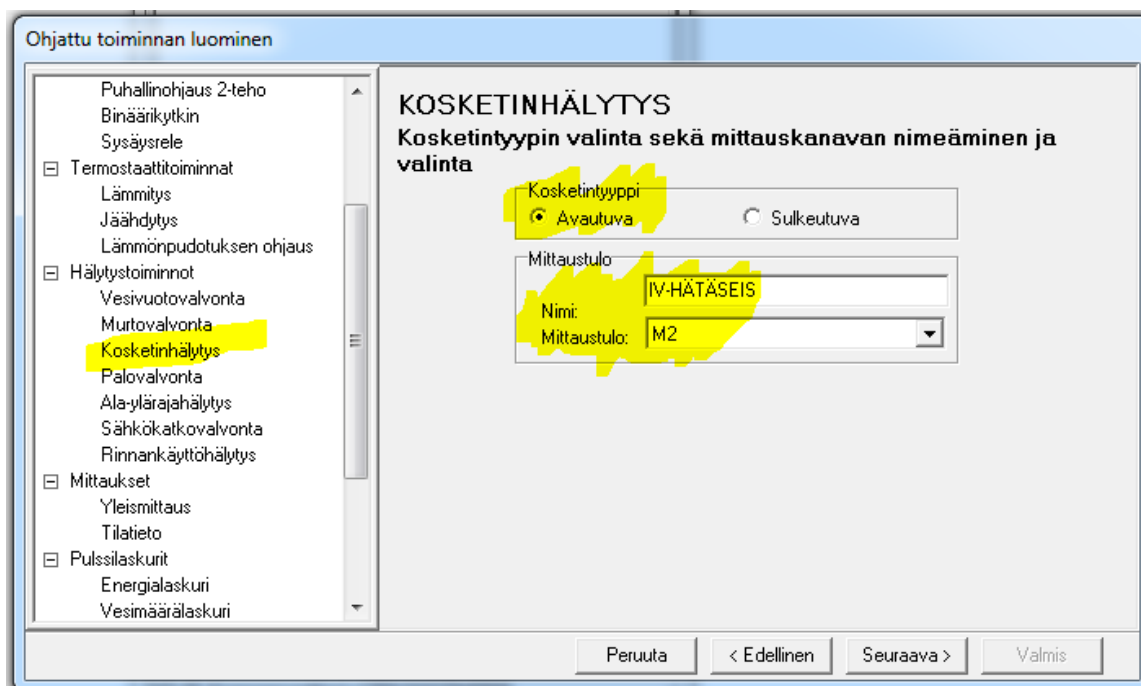 Ohjattu toiminnan luominen
Puhallinohjaus 2-teho
Binäärikytkin
Sysäysrele
Termostaattitoiminnat
Lämmitys
Jäähdytys
Lämmönpudotuksen ohjaus
Hälytystoiminnot
Vesivuotovalvonta
Murtovalvonta
Kosketinhälytys
Palovalvonta
Ala-ylärajahälytys
Sähkökatkovalvonta
Rinnankäyttöhälytys
Mittaukset
Yleismittaus
Tilatieto
Pulssilaskurit
Energialaskuri
Vesimäärälaskuri
KOSKETINHÄLYTYS
Kosketintyypin valinta sekä mittauskanavan nimeäminen ja
valinta
Kosketintyyppi
Avautuva Sulkeutuva
Mittaustulo
Nimi: IV-HÄTÄSEIS
Mittaustulo: M2
Peruuta < Edellinen Seuraava > Valmis